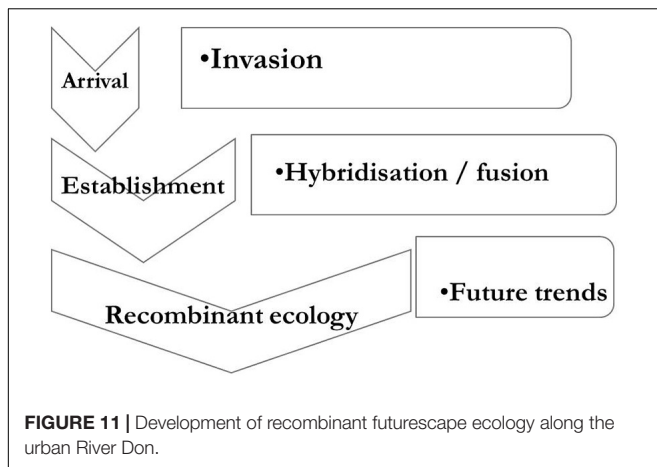 Arrival
•Invasion
Establishment
•Hybridisation / fusion
Recombinant ecology
•Future trends
FIGURE 11 | Development of recombinant futurescape ecology along the
urban River Don.